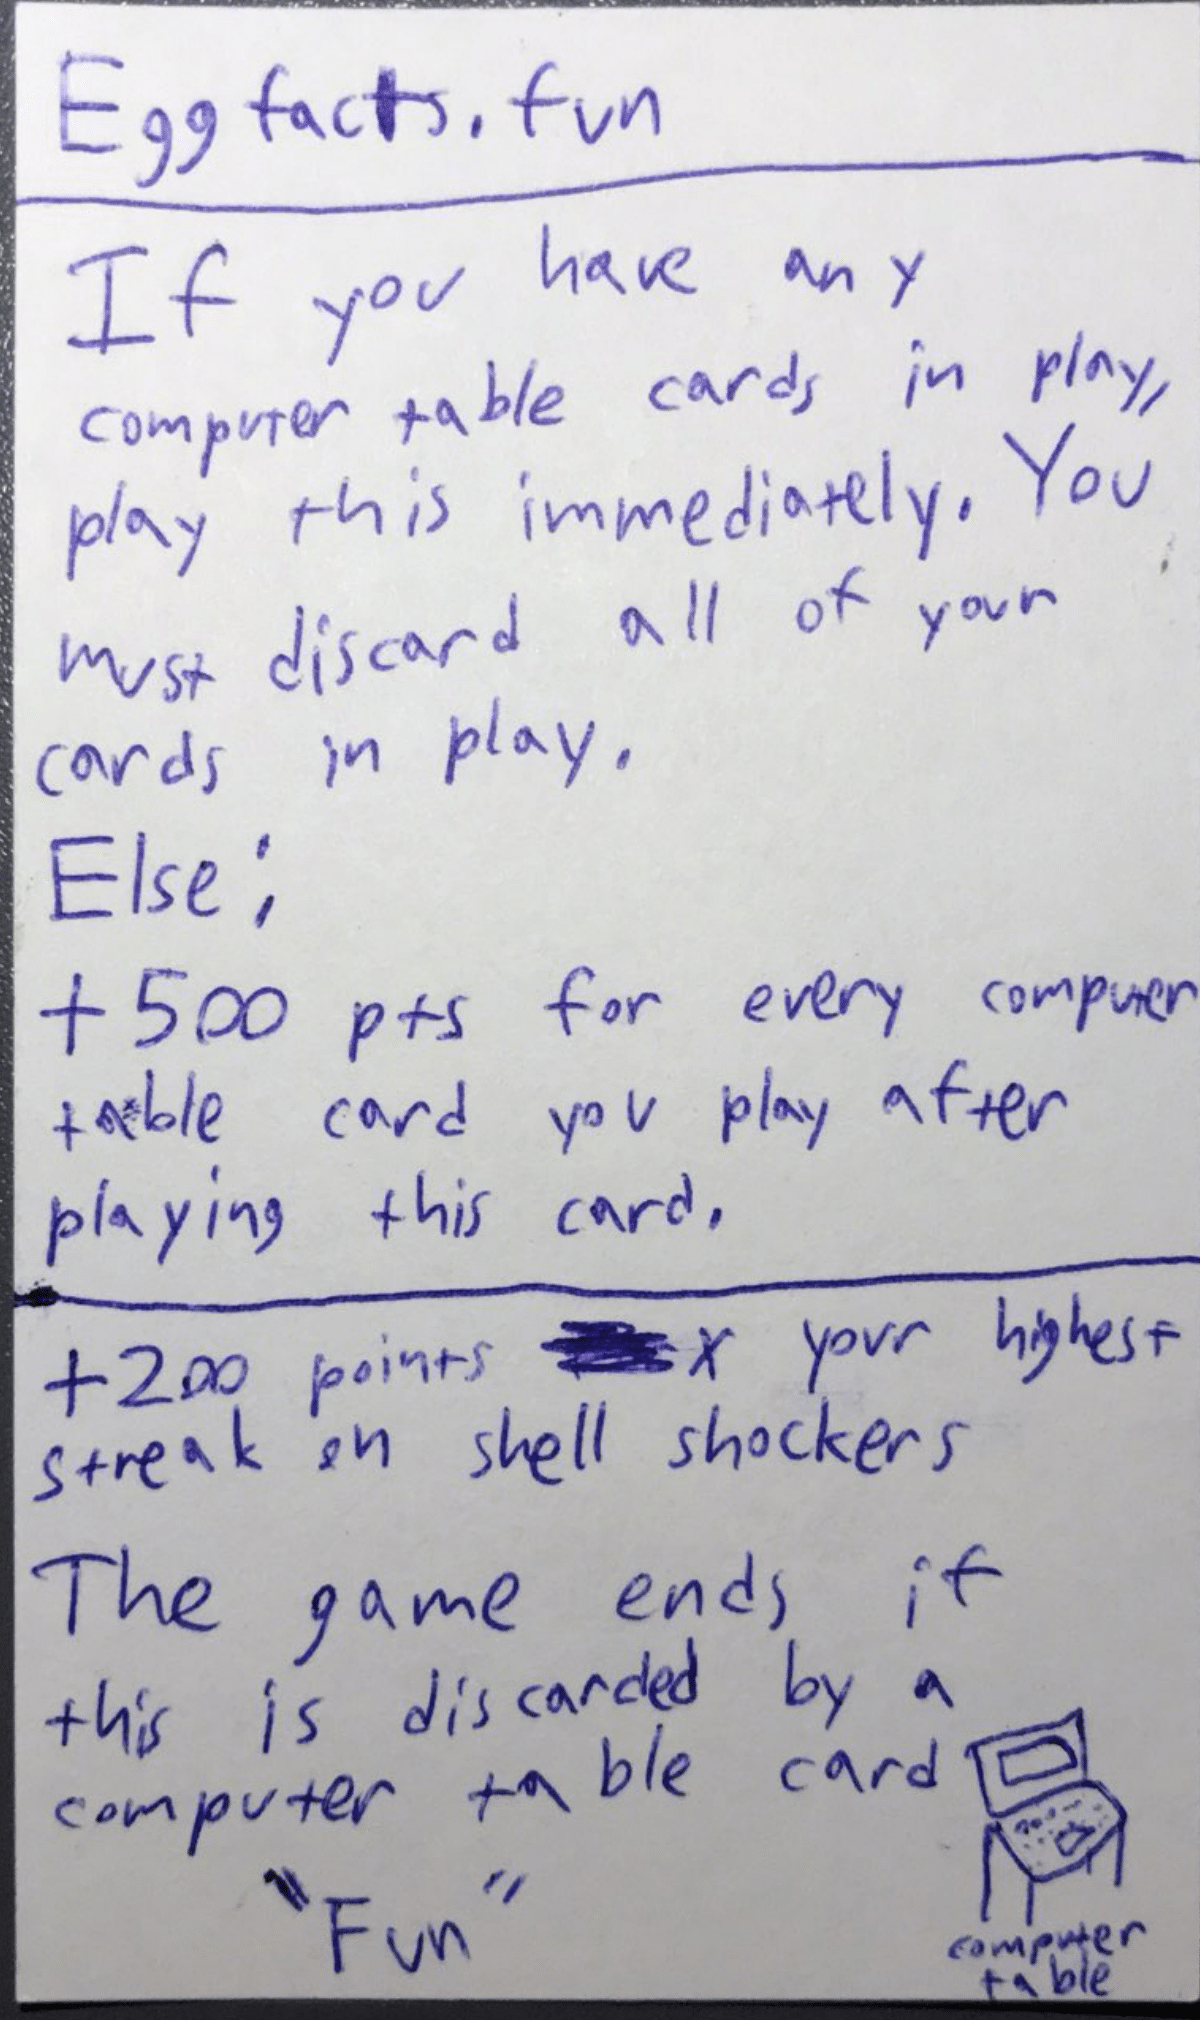 Egg facts.fun
If you have any
computer table cards in play,
play this immediately. You
must discard all of your
cards in play.
Else:
+500 pts for every computer
table card you play after
playing this card.
+200 points x your highest
streak on shell shockers
The game ends if
this is discarded by a
computer table card
"Fun"
computer
table